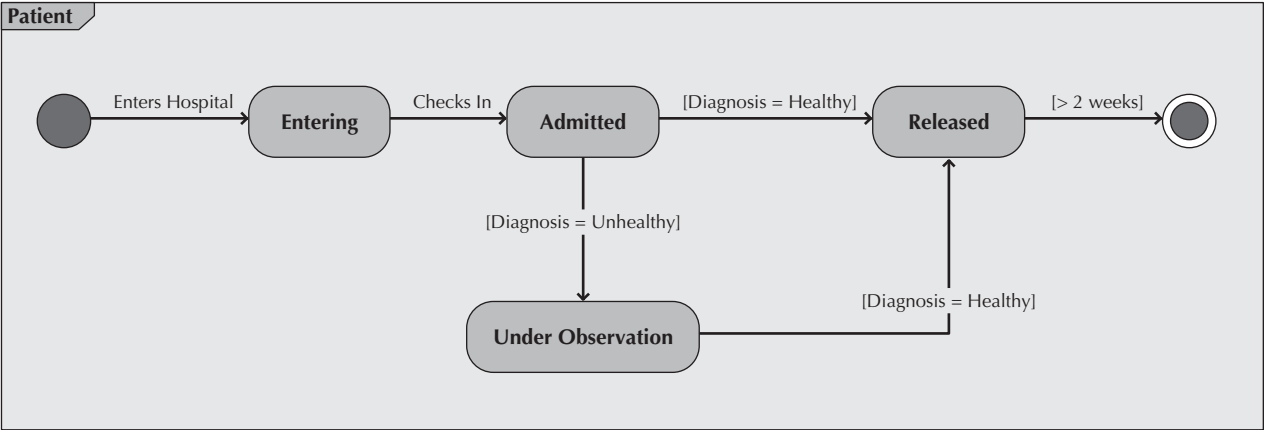 Patient
Enters Hospital
Entering
Checks In
Admitted
[Diagnosis = Healthy]
Released
[> 2 weeks]
[Diagnosis = Unhealthy]
[Diagnosis = Healthy]
Under Observation